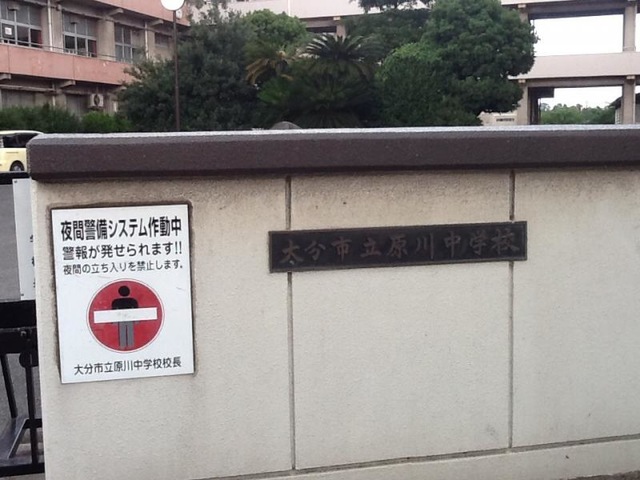 夜間警備システム作動中
警報が発せられます!!
夜間の立ち入りを禁止します。
大分市立原川中学校校長
大分市立原川中学校